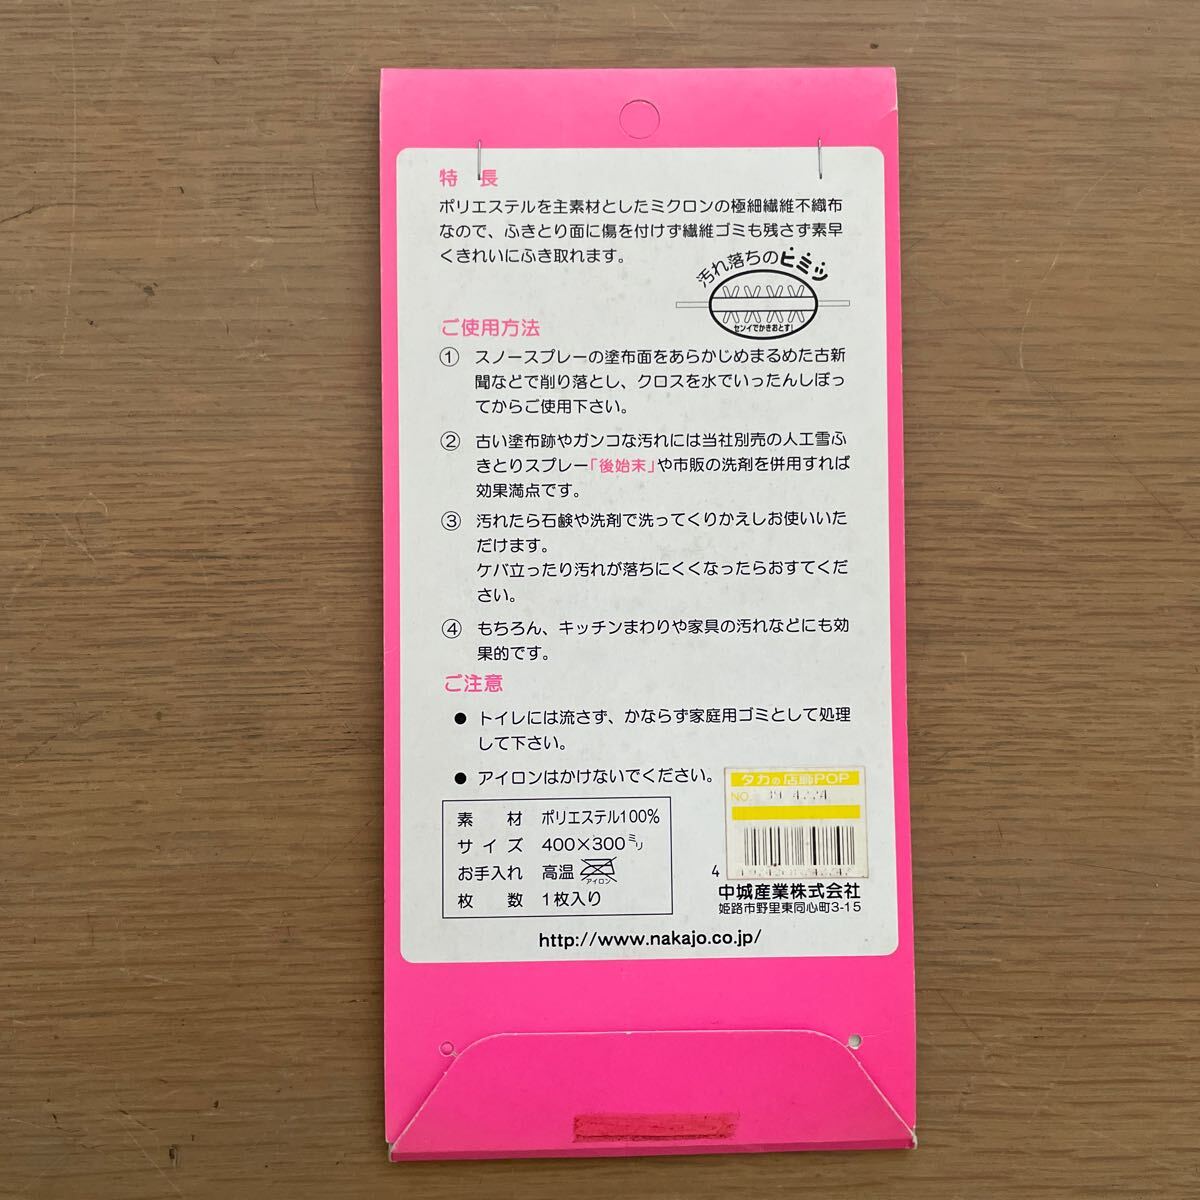 特 長
ポリエステルを主素材としたミクロンの極細繊維不織布
なので、ふきとり面に傷を付けず繊維ゴミも残さず素早
くきれいにふき取れます。
汚れ落ちのヒミツ
センイでかきおとす!
ご使用方法
① スノースプレーの塗布面をあらかじめまるめた古新
聞などで削り落とし、クロスを水でいったんしぼっ
てからご使用下さい。
② 古い塗布跡やガンコな汚れには当社別売の人工雪ふ
きとりスプレー「後始末」や市販の洗剤を併用すれば
効果満点です。
③ 汚れたら石鹸や洗剤で洗ってくりかえしお使いいた
だけます。
ケバ立ったり汚れが落ちにくくなったらおすてくだ
さい。
④ もちろん、キッチンまわりや家具の汚れなどにも効
果的です。
ご注意
● トイレには流さず、かならず家庭用ゴミとして処理
して下さい。
● アイロンはかけないでください。
素 材 ポリエステル100%
サイズ 400×300㍉
お手入れ 高温 アイロン
枚 数 1枚入り
タカの店飾POP
NO. 39 4224
4
中城産業株式会社
姫路市野里東同心町3-15
http://www.nakajo.co.jp/